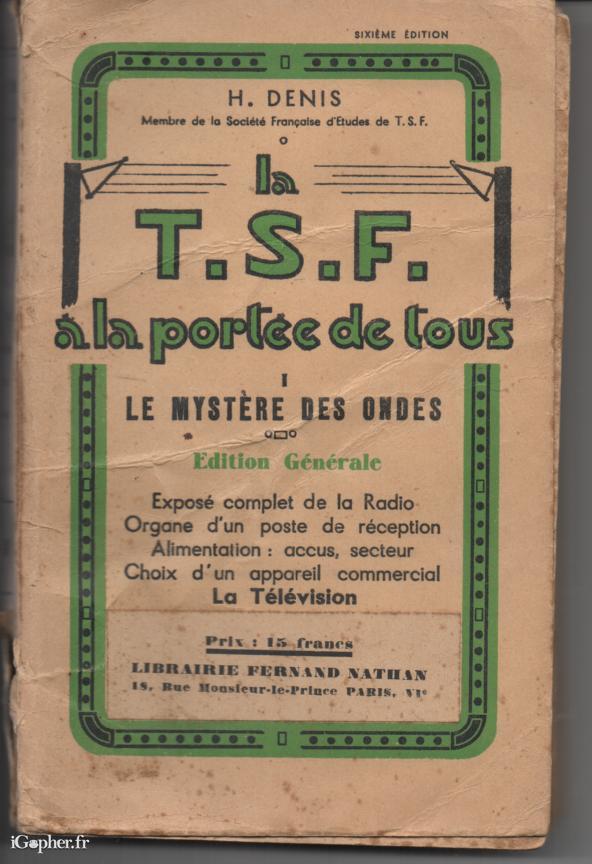 SIXIÈME ÉDITION
H. DENIS
Membre de la Société Française d'Etudes de T.S.F.
la
T.S.F.
à la portée de tous
I
LE MYSTÈRE DES ONDES
Edition Générale
Exposé complet de la Radio
Organe d'un poste de réception
Alimentation : accus, secteur
Choix d'un appareil commercial
La Télévision
Prix : 15 francs
LIBRAIRIE FERNAND NATHAN
18, Rue Monsieur-le-Prince PARIS, VIe
iGopher.fr